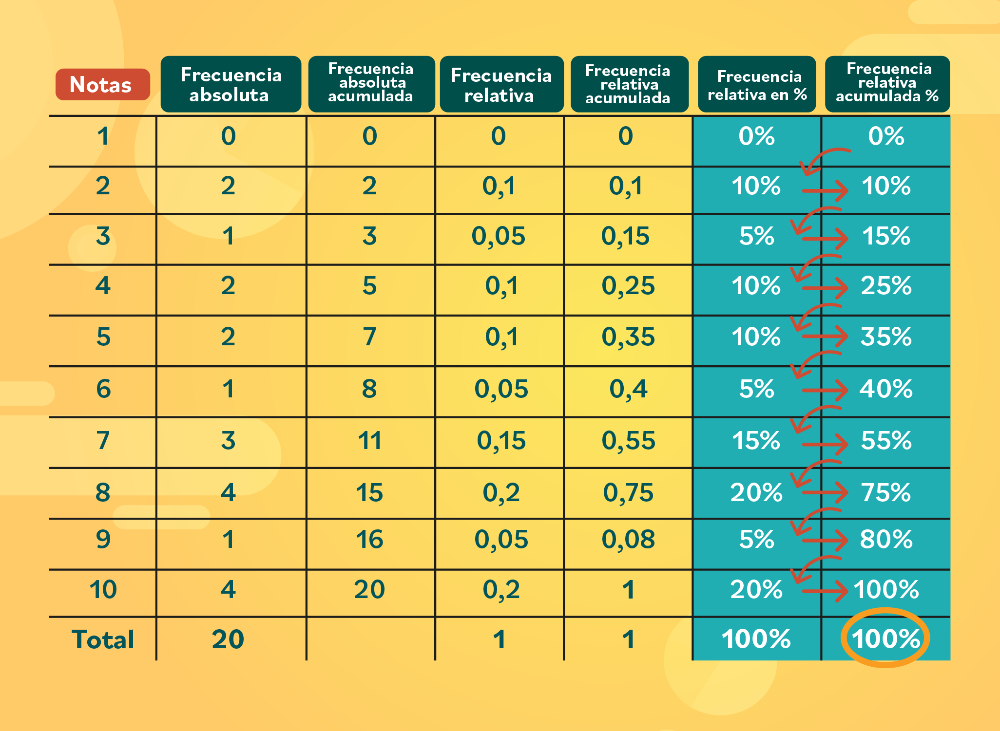 Notas
Frecuencia
absoluta
Frecuencia
absoluta
acumulada
Frecuencia
relativa
Frecuencia
relativa
acumulada
Frecuencia
relativa en %
Frecuencia
relativa
acumulada %
1 0 0 0 0 0% 0%
2 2 2 0,1 0,1 10% 10%
3 1 3 0,05 0,15 5% 15%
4 2 5 0,1 0,25 10% 25%
5 2 7 0,1 0,35 10% 35%
6 1 8 0,05 0,4 5% 40%
7 3 11 0,15 0,55 15% 55%
8 4 15 0,2 0,75 20% 75%
9 1 16 0,05 0,08 5% 80%
10 4 20 0,2 1 20% 100%
Total 20 1 1 100% 100%